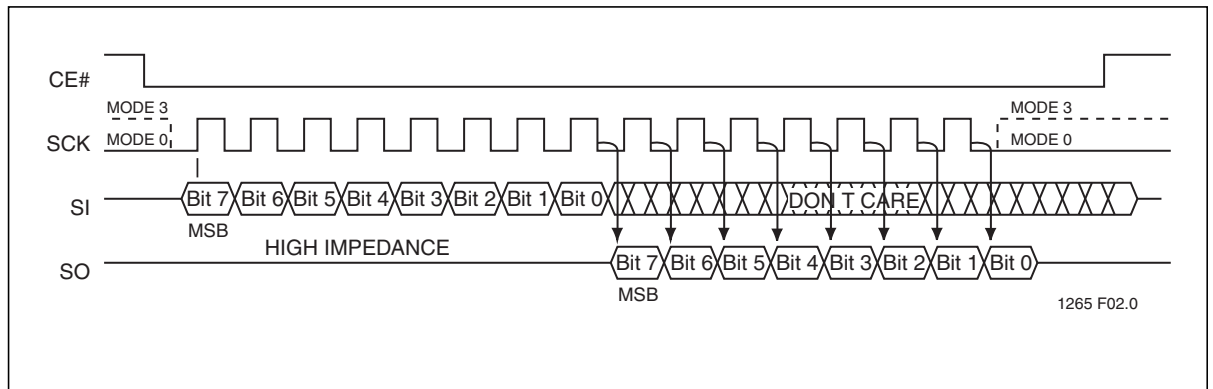 CE#
MODE 3 MODE 3
SCK MODE 0 MODE 0
SI Bit 7 Bit 6 Bit 5 Bit 4 Bit 3 Bit 2 Bit 1 Bit 0 DON T CARE
MSB
HIGH IMPEDANCE
SO Bit 7 Bit 6 Bit 5 Bit 4 Bit 3 Bit 2 Bit 1 Bit 0
MSB
1265 F02.0